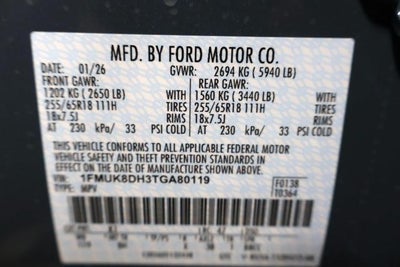 MFD. BY FORD MOTOR CO.
DATE: 01/26 GVWR: 2694 KG ( 5940 LB)
FRONT GAWR: REAR GAWR:
1202 KG ( 2650 LB) WITH 1560 KG ( 3440 LB) WITH
255/65R18 111H TIRES 255/65R18 111H TIRES
18x7.5J RIMS 18x7.5J RIMS
AT 230 kPa/ 33 PSI COLD AT 230 kPa/ 33 PSI COLD
THIS VEHICLE CONFORMS TO ALL APPLICABLE FEDERAL MOTOR
VEHICLE SAFETY AND THEFT PREVENTION STANDARDS IN EFFECT
ON THE DATE OF MANUFACTURE SHOWN ABOVE.
VIN: 1FMUK8DH3TGA80119 F0138
TYPE: MPV T0364